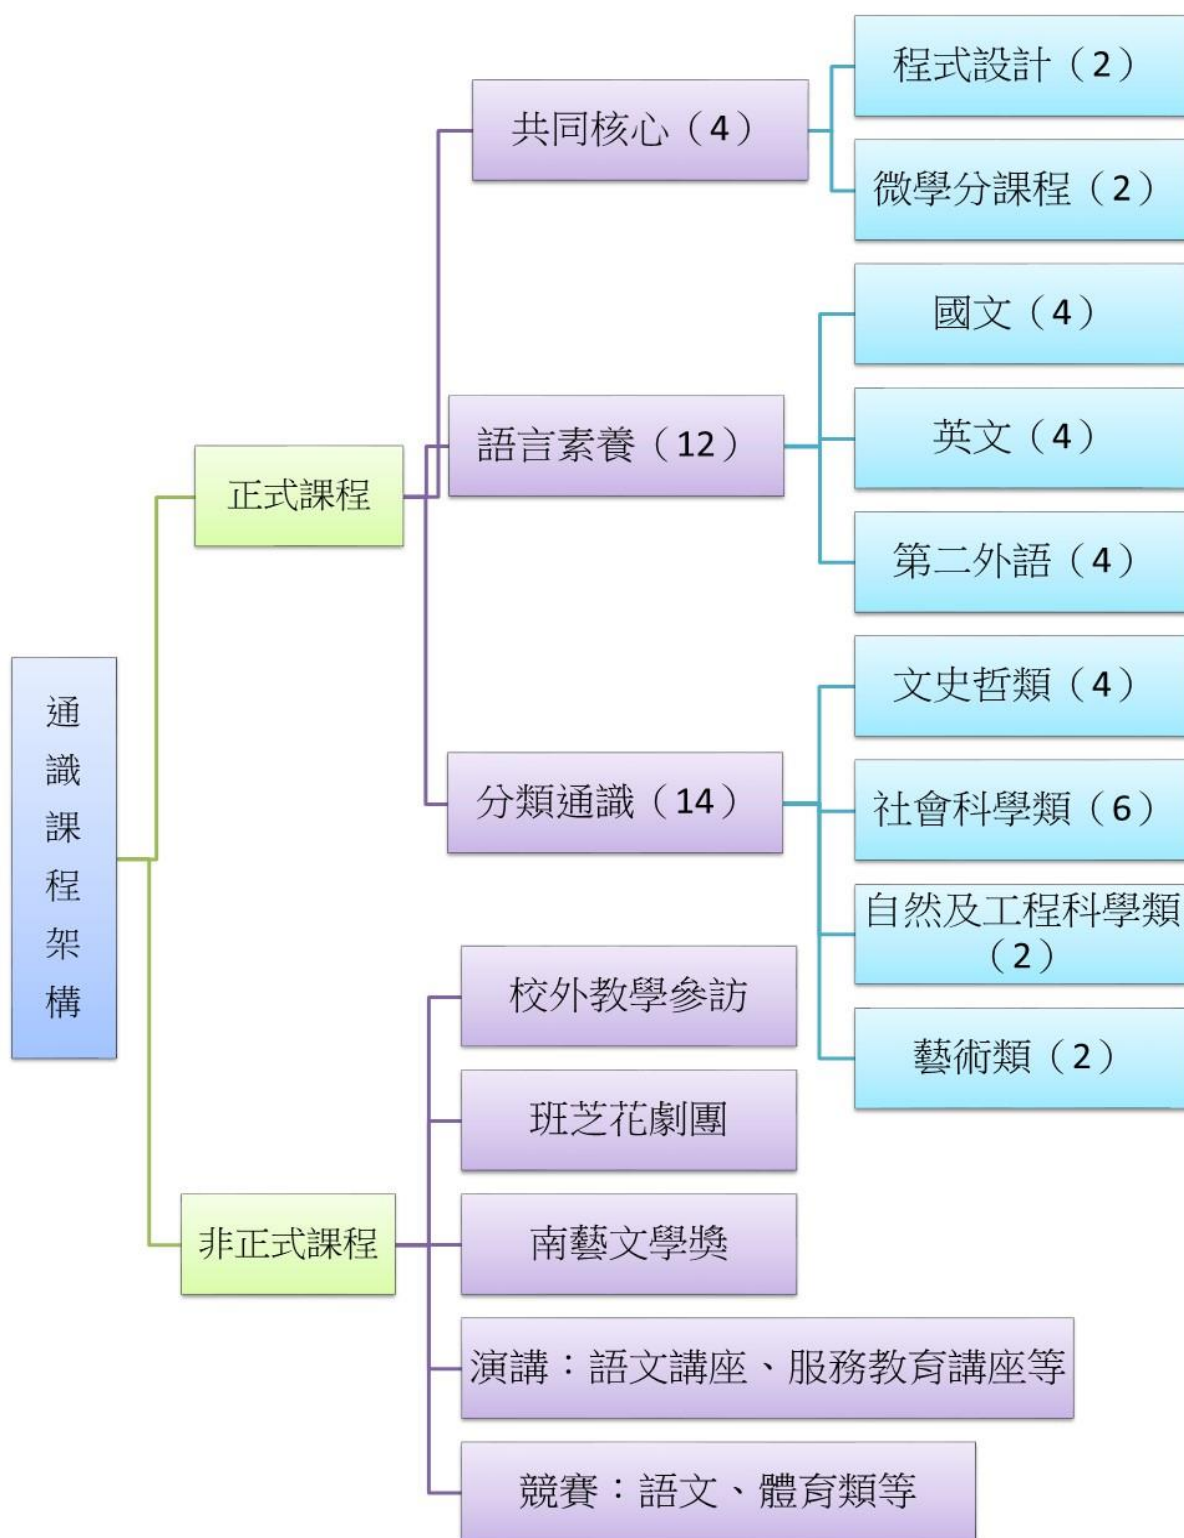 通識課程架構
正式課程
共同核心（4）
程式設計（2）
微學分課程（2）
語言素養（12）
國文（4）
英文（4）
第二外語（4）
分類通識（14）
文史哲類（4）
社會科學類（6）
自然及工程科學類
（2）
藝術類（2）
非正式課程
校外教學參訪
班芝花劇團
南藝文學獎
演講：語文講座、服務教育講座等
競賽：語文、體育類等